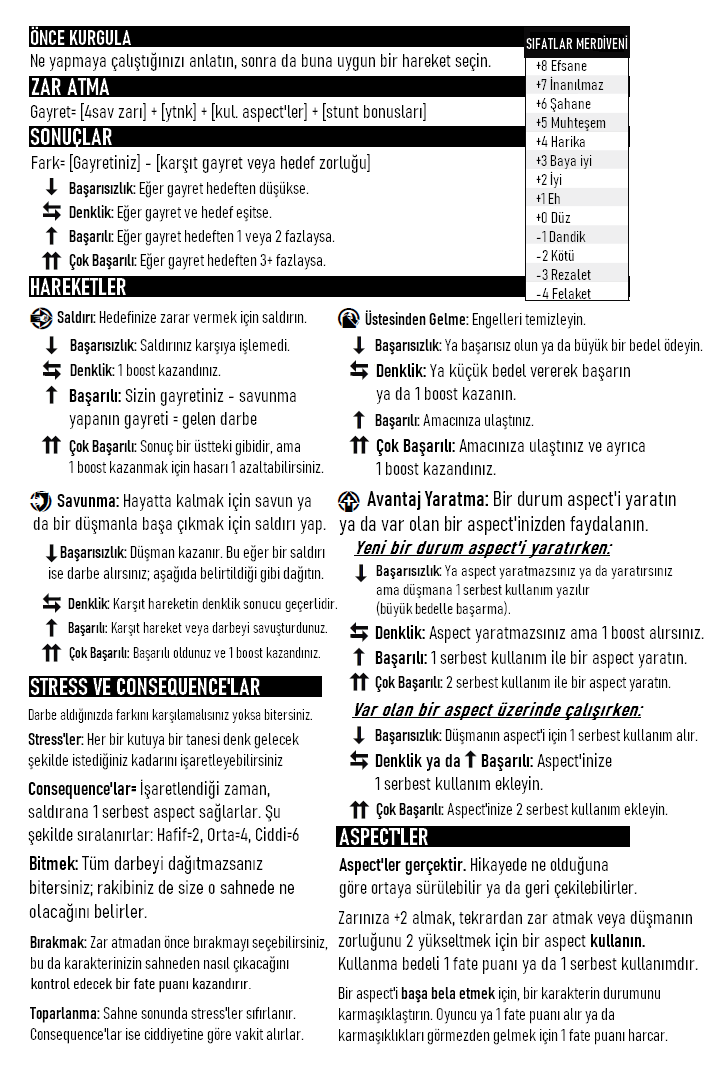 ÖNCE KURGULA
Ne yapmaya çalıştığınızı anlatın, sonra da buna uygun bir hareket seçin.
ZAR ATMA
Gayret= [4sav zarı] + [ytnk] + [kul. aspect'ler] + [stunt bonusları]
SONUÇLAR
Fark= [Gayretiniz] - [karşıt gayret veya hedef zorluğu]
Başarısızlık: Eğer gayret hedeften düşükse.
Denklik: Eğer gayret ve hedef eşitse.
Başarılı: Eğer gayret hedeften 1 veya 2 fazlaysa.
Çok Başarılı: Eğer gayret hedeften 3+ fazlaysa.
SIFATLAR MERDİVENİ
+8 Efsane
+7 İnanılmaz
+6 Şahane
+5 Muhteşem
+4 Harika
+3 Baya iyi
+2 İyi
+1 Eh
+0 Düz
-1 Dandik
-2 Kötü
-3 Rezalet
-4 Felaket
HAREKETLER
Saldırı: Hedefinize zarar vermek için saldırın.
Başarısızlık: Saldırınız karşıya işlemedi.
Denklik: 1 boost kazandınız.
Başarılı: Sizin gayretiniz - savunma
yapanın gayreti = gelen darbe
Çok Başarılı: Sonuç bir üstteki gibidir, ama
1 boost kazanmak için hasarı 1 azaltabilirsiniz.
Savunma: Hayatta kalmak için savun ya
da bir düşmanla başa çıkmak için saldırı yap.
Başarısızlık: Düşman kazanır. Bu eğer bir saldırı
ise darbe alırsınız; aşağıda belirtildiği gibi dağıtın.
Denklik: Karşıt hareketin denklik sonucu geçerlidir.
Başarılı: Karşıt hareket veya darbeyi savuşturdunuz.
Çok Başarılı: Başarılı oldunuz ve 1 boost kazandınız.
STRESS VE CONSEQUENCE'LAR
Darbe aldığınızda farkını karşılamalısınız yoksa bitersiniz.
Stress'ler: Her bir kutuya bir tanesi denk gelecek
şekilde istediğiniz kadarını işaretleyebilirsiniz
Consequence'lar= İşaretlendiği zaman,
saldırana 1 serbest aspect sağlarlar. Şu
şekilde sıralanırlar: Hafif=2, Orta=4, Ciddi=6
Bitmek: Tüm darbeyi dağıtmazsanız
bitersiniz; rakibiniz de size o sahnede ne
olacağını belirler.
Bırakmak: Zar atmadan önce bırakmayı seçebilirsiniz,
bu da karakterinizin sahneden nasıl çıkacağını
kontrol edecek bir fate puanı kazandırır.
Toparlanma: Sahne sonunda stress'ler sıfırlanır.
Consequence'lar ise ciddiyetine göre vakit alırlar.
Üstesinden Gelme: Engelleri temizleyin.
Başarısızlık: Ya başarısız olun ya da büyük bir bedel ödeyin.
Denklik: Ya küçük bedel vererek başarın
ya da 1 boost kazanın.
Başarılı: Amacınıza ulaştınız.
Çok Başarılı: Amacınıza ulaştınız ve ayrıca
1 boost kazandınız.
Avantaj Yaratma: Bir durum aspect'i yaratın
ya da var olan bir aspect'inizden faydalanın.
Yeni bir durum aspect'i yaratırken:
Başarısızlık: Ya aspect yaratmazsınız ya da yaratırsınız
ama düşmana 1 serbest kullanım yazılır
(büyük bedelle başarma).
Denklik: Aspect yaratmazsınız ama 1 boost alırsınız.
Başarılı: 1 serbest kullanım ile bir aspect yaratın.
Çok Başarılı: 2 serbest kullanım ile bir aspect yaratın.
Var olan bir aspect üzerinde çalışırken:
Başarısızlık: Düşmanın aspect'i için 1 serbest kullanım alır.
Denklik ya da Başarılı: Aspect'inize
1 serbest kullanım ekleyin.
Çok Başarılı: Aspect'inize 2 serbest kullanım ekleyin.
ASPECT'LER
Aspect'ler gerçektir. Hikayede ne olduğuna
göre ortaya sürülebilir ya da geri çekilebilirler.
Zarınıza +2 almak, tekrardan zar atmak veya düşmanın
zorluğunu 2 yükseltmek için bir aspect kullanın.
Kullanma bedeli 1 fate puanı ya da 1 serbest kullanımdır.
Bir aspect'i başa bela etmek için, bir karakterin durumunu
karmaşıklaştırın. Oyuncu ya 1 fate puanı alır ya da
karmaşıklıkları görmezden gelmek için 1 fate puanı harcar.